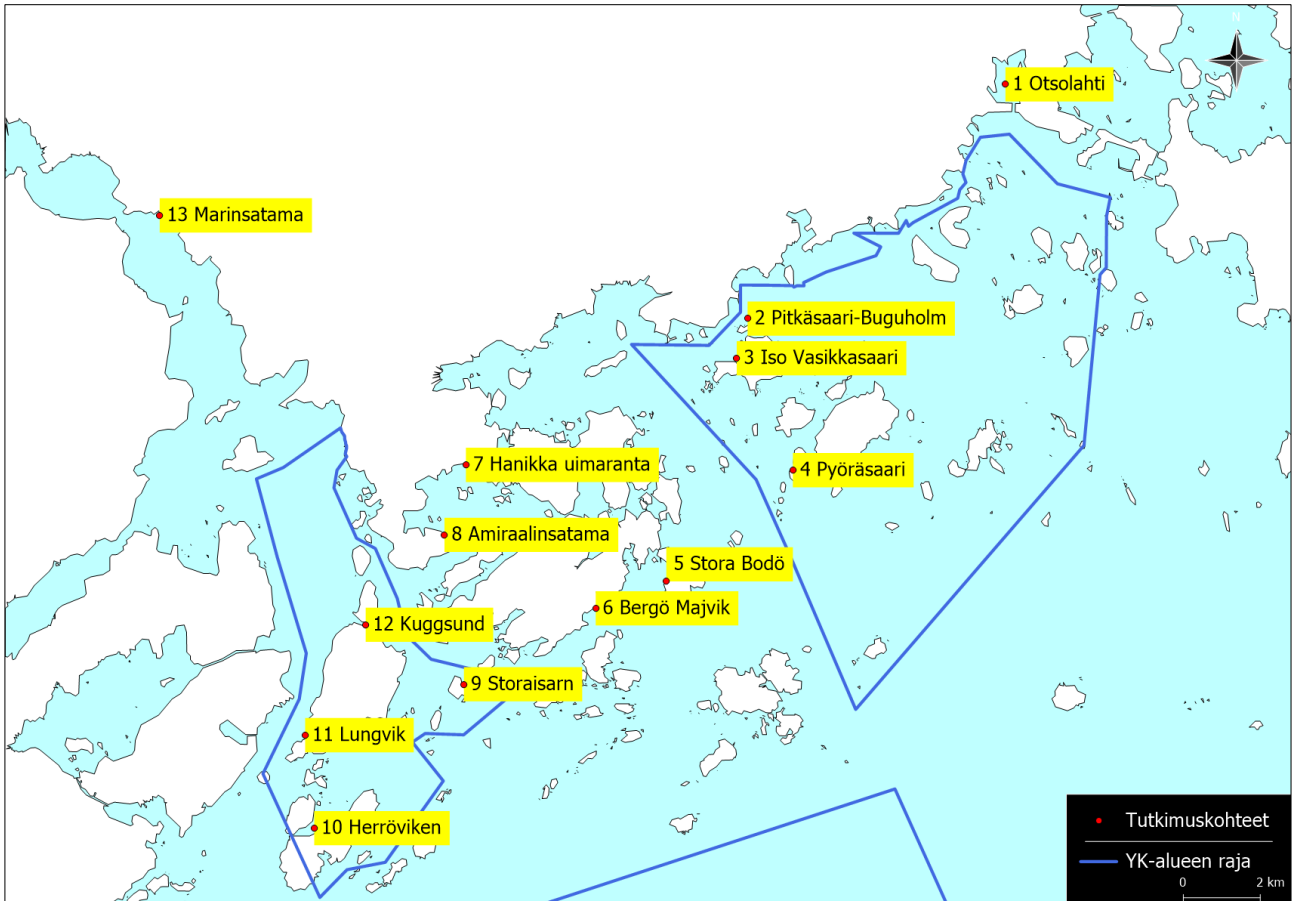 N
1 Otsolahti
13 Marinsatama
2 Pitkäsaari-Buguholm
3 Iso Vasikkasaari
7 Hanikka uimaranta
4 Pyöräsaari
8 Amiraalinsatama
5 Stora Bodö
6 Bergö Majvik
12 Kuggsund
9 Storaisarn
11 Lungvik
10 Herröviken
Tutkimuskohteet
YK-alueen raja
0 2 km